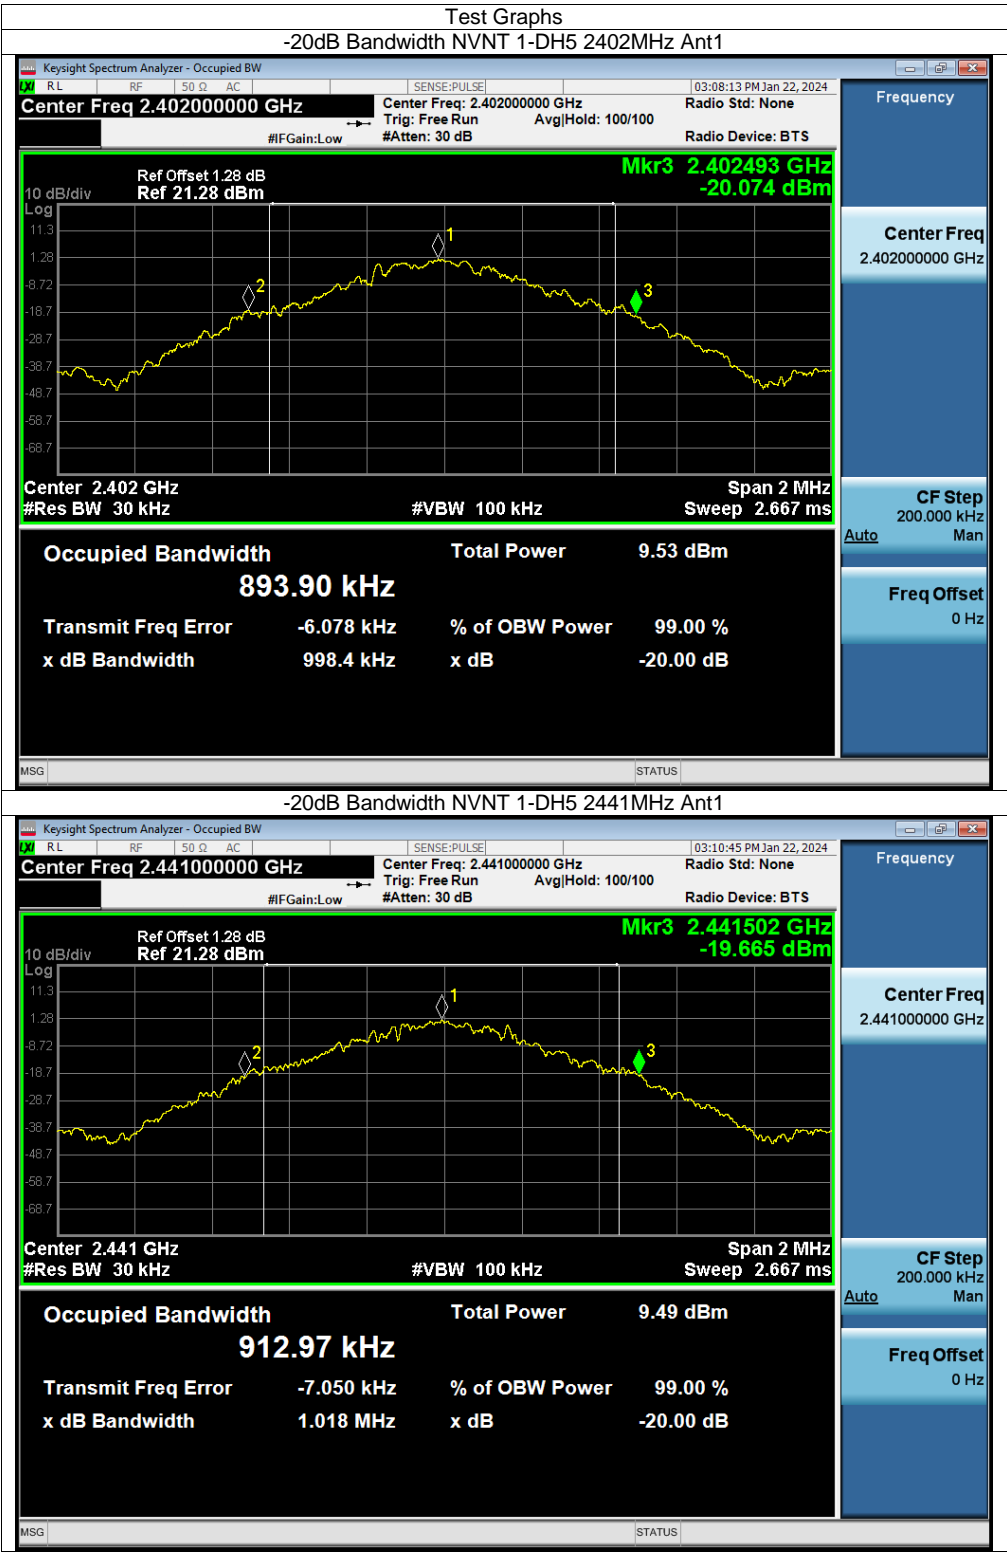 Test Graphs
-20dB Bandwidth NVNT 1-DH5 2402MHz Ant1
Keysight Spectrum Analyzer - Occupied BW
LXI RL RF 50 Ω AC SENSE:PULSE 03:08:13 PM Jan 22, 2024
Center Freq 2.402000000 GHz Center Freq: 2.402000000 GHz Radio Std: None
Trig: Free Run Avg|Hold: 100/100
#IFGain:Low #Atten: 30 dB Radio Device: BTS
Frequency
Mkr3 2.402493 GHz
-20.074 dBm
Ref Offset 1.28 dB
10 dB/div Ref 21.28 dBm
Log
11.3
1.28
-8.72
-18.7
-28.7
-38.7
-48.7
-58.7
-68.7
1
2
3
Center 2.402 GHz Span 2 MHz
#Res BW 30 kHz #VBW 100 kHz Sweep 2.667 ms
Center Freq
2.402000000 GHz
CF Step
200.000 kHz
Auto Man
Freq Offset
0 Hz
Occupied Bandwidth Total Power 9.53 dBm
893.90 kHz
Transmit Freq Error -6.078 kHz % of OBW Power 99.00 %
x dB Bandwidth 998.4 kHz x dB -20.00 dB
MSG STATUS
-20dB Bandwidth NVNT 1-DH5 2441MHz Ant1
Keysight Spectrum Analyzer - Occupied BW
LXI RL RF 50 Ω AC SENSE:PULSE 03:10:45 PM Jan 22, 2024
Center Freq 2.441000000 GHz Center Freq: 2.441000000 GHz Radio Std: None
Trig: Free Run Avg|Hold: 100/100
#IFGain:Low #Atten: 30 dB Radio Device: BTS
Frequency
Mkr3 2.441502 GHz
-19.665 dBm
Ref Offset 1.28 dB
10 dB/div Ref 21.28 dBm
Log
11.3
1.28
-8.72
-18.7
-28.7
-38.7
-48.7
-58.7
-68.7
1
2
3
Center 2.441 GHz Span 2 MHz
#Res BW 30 kHz #VBW 100 kHz Sweep 2.667 ms
Center Freq
2.441000000 GHz
CF Step
200.000 kHz
Auto Man
Freq Offset
0 Hz
Occupied Bandwidth Total Power 9.49 dBm
912.97 kHz
Transmit Freq Error -7.050 kHz % of OBW Power 99.00 %
x dB Bandwidth 1.018 MHz x dB -20.00 dB
MSG STATUS